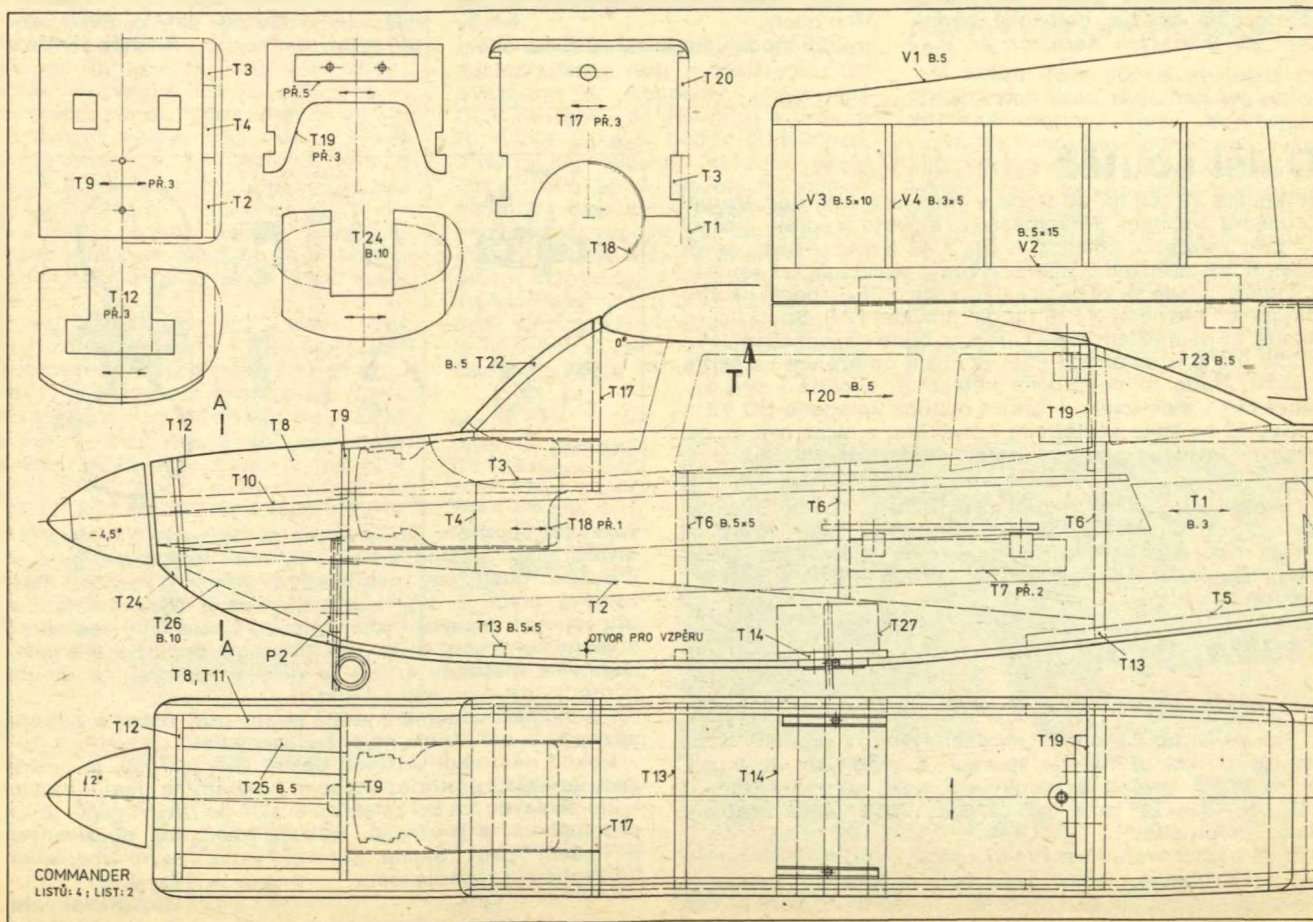 T3
T4
T9
PŘ.3
T2
PŘ.5
T19
PŘ.3
T20
T17 PŘ.3
T3
T1
T18
V1 B.5
V3 B.5×10
V4 B.3×5
B.5×15
V2
T12
PŘ.3
T24
B.10
B.5 T22
0°
T
T17
T20
B.5
T19
T23 B.5
A
T12
T8
T9
T10
T3
T4
T18 PŘ.1
T6 B.5×5
T6
T6
T1
B.3
4,5°
T7 PŘ.2
T5
T24
T26
B.10
A
P2
T13 B.5×5
T2
OTVOR PRO VZPĚRU
T14
T27
T13
T8, T11
T12
2°
T25 B.5
T9
T17
T13
T14
T19
COMMANDER
LISTŮ: 4 ; LIST: 2